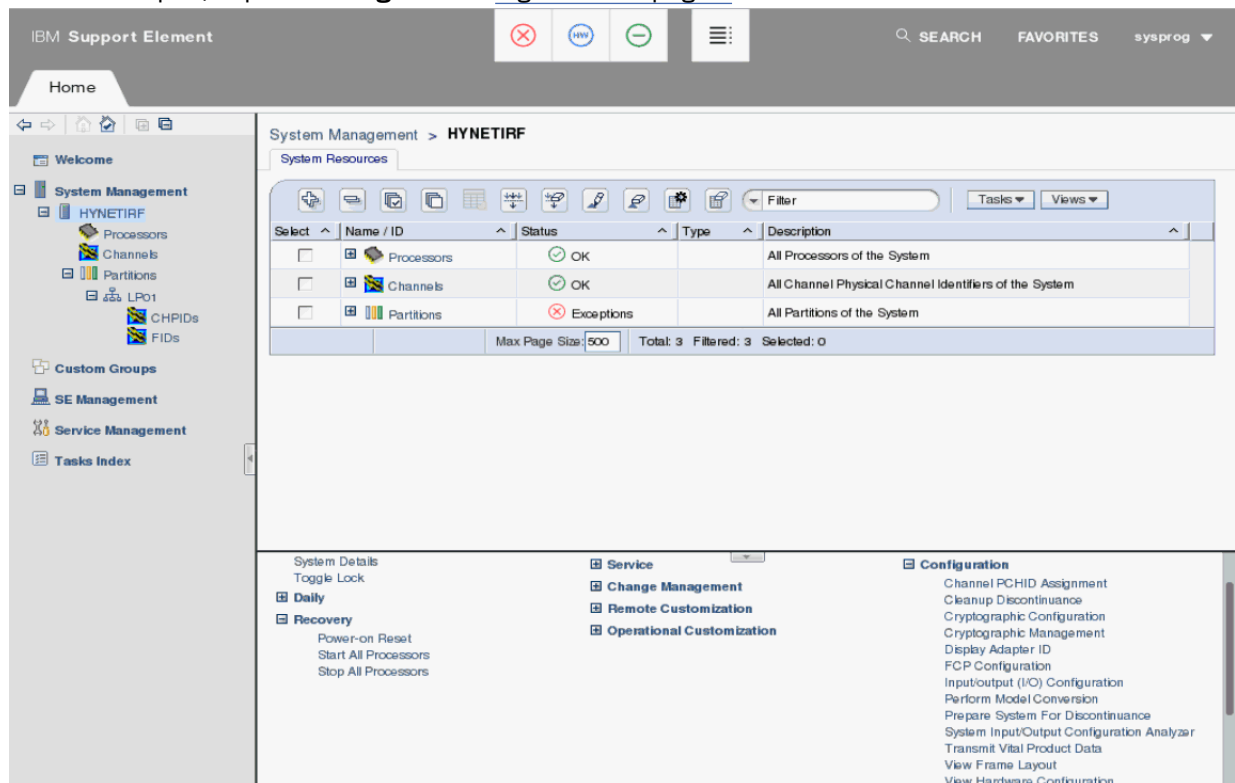 IBM Support Element
HW
SEARCH
FAVORITES
sysprog
Home
Welcome
System Management
HYNETIRF
Processors
Channels
Partitions
LP01
CHPIDs
FIDs
Custom Groups
SE Management
Service Management
Tasks Index
System Management > HYNETIRF
System Resources
Filter
Tasks
Views
Select Name / ID Status Type Description
Processors OK All Processors of the System
Channels OK All Channel Physical Channel Identifiers of the System
Partitions Exceptions All Partitions of the System
Max Page Size: 500 Total: 3 Filtered: 3 Selected: 0
System Details
Toggle Lock
Daily
Recovery
Power-on Reset
Start All Processors
Stop All Processors
Service
Change Management
Remote Customization
Operational Customization
Configuration
Channel PCHID Assignment
Cleanup Discontinuance
Cryptographic Configuration
Cryptographic Management
Display Adapter ID
FCP Configuration
Input/output (I/O) Configuration
Perform Model Conversion
Prepare System For Discontinuance
System Input/Output Configuration Analyzer
Transmit Vital Product Data
View Frame Layout
View Hardware Configuration